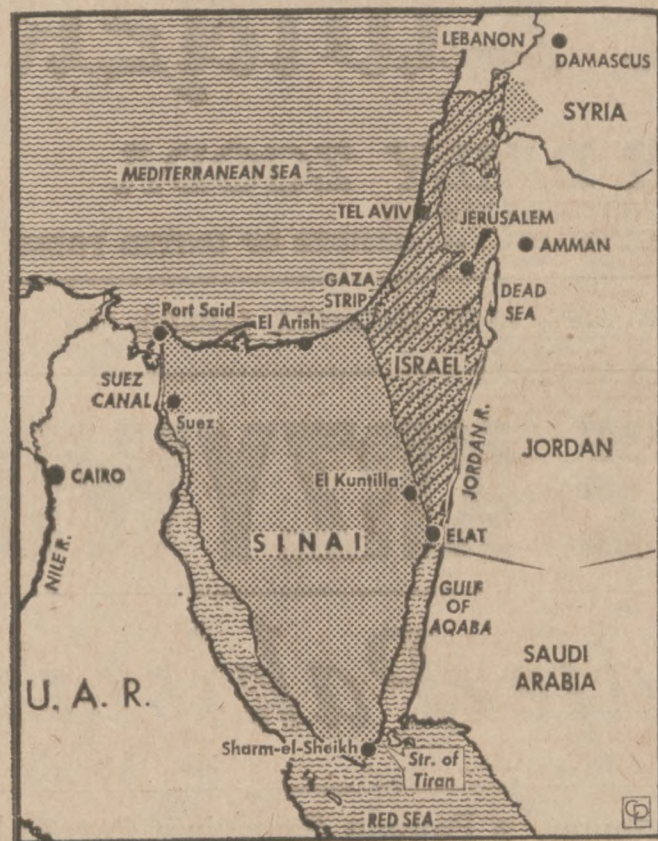 LEBANON
DAMASCUS
SYRIA
MEDITERRANEAN SEA
TEL AVIV
JERUSALEM
AMMAN
GAZA
STRIP
DEAD
SEA
Port Said
El Arish
ISRAEL
SUEZ
CANAL
Suez
JORDAN R.
JORDAN
CAIRO
El Kuntilla
NILE R.
SINAI
ELAT
GULF
OF
AQABA
SAUDI
ARABIA
U. A. R.
Sharm-el-Sheikh
Str. of
Tiran
RED SEA
CP